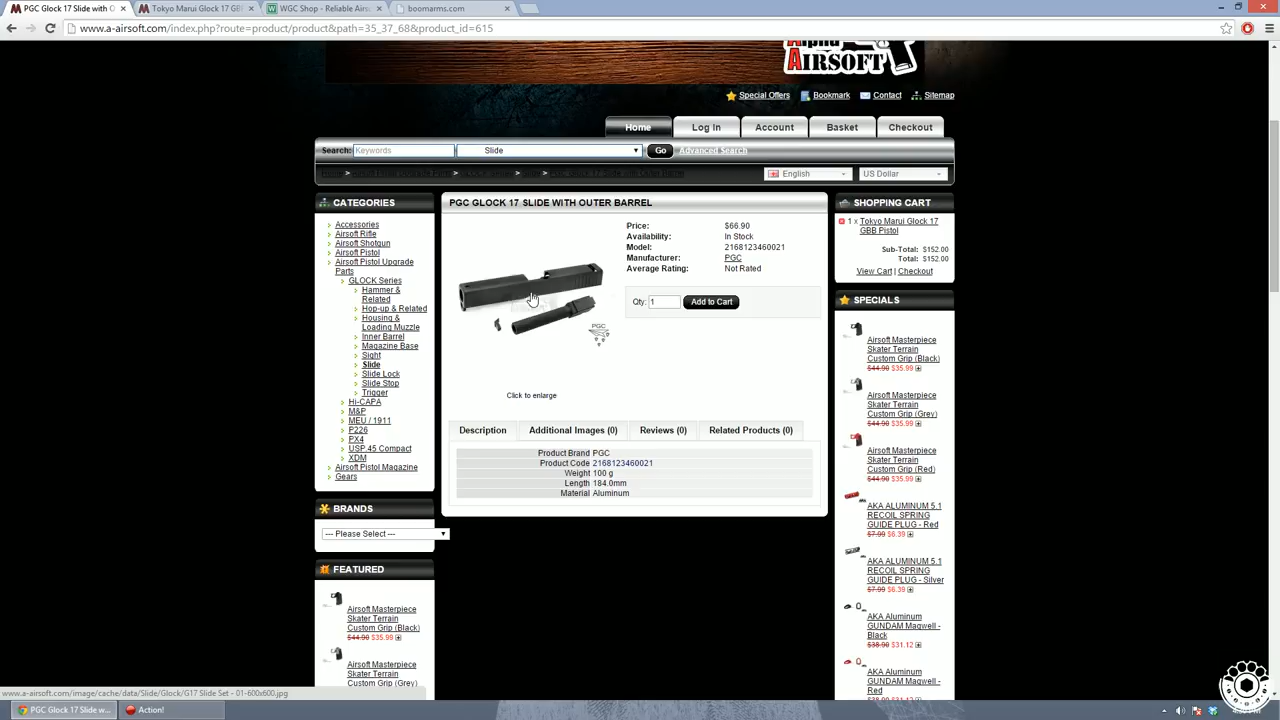 PGC Glock 17 Slide with O
Tokyo Marui Glock 17 GB
WGC Shop - Reliable Airso
boomarms.com
www.a-airsoft.com/index.php?route=product/product&path=35_37_68&product_id=615
Alpha
AIRSOFT
Special Offers
Bookmark
Contact
Sitemap
Home
Log In
Account
Basket
Checkout
Search:
Keywords
Slide
Go
Advanced Search
English
US Dollar
CATEGORIES
Accessories
Airsoft Rifle
Airsoft Shotgun
Airsoft Pistol
Airsoft Pistol Upgrade
Parts
GLOCK Series
Hammer &
Related
Hop-up & Related
Housing &
Loading Muzzle
Inner Barrel
Magazine Base
Sight
Slide
Slide Lock
Slide Stop
Trigger
Hi-CAPA
M&P
MEU / 1911
P226
PX4
USP.45 Compact
XDM
Airsoft Pistol Magazine
Gears
BRANDS
--- Please Select ---
FEATURED
Airsoft Masterpiece
Skater Terrain
Custom Grip (Black)
$44.90 $35.99
Airsoft Masterpiece
Skater Terrain
Custom Grip (Grey)
PGC GLOCK 17 SLIDE WITH OUTER BARREL
Price: $66.90
Availability: In Stock
Model: 2168123460021
Manufacturer: PGC
Average Rating: Not Rated
Qty: 1
Add to Cart
PGC
Click to enlarge
Description
Additional Images (0)
Reviews (0)
Related Products (0)
Product Brand PGC
Product Code 2168123460021
Weight 100 g
Length 184.0mm
Material Aluminum
SHOPPING CART
1 x Tokyo Marui Glock 17
GBB Pistol
Sub-Total: $152.00
Total: $152.00
View Cart | Checkout
SPECIALS
Airsoft Masterpiece
Skater Terrain
Custom Grip (Black)
$44.90 $35.99
Airsoft Masterpiece
Skater Terrain
Custom Grip (Grey)
$44.90 $35.99
Airsoft Masterpiece
Skater Terrain
Custom Grip (Red)
$44.90 $35.99
AKA ALUMINUM 5.1
RECOIL SPRING
GUIDE PLUG - Red
$7.99 $6.39
AKA ALUMINUM 5.1
RECOIL SPRING
GUIDE PLUG - Silver
$7.99 $6.39
AKA Aluminum
GUNDAM Magwell -
Black
$38.90 $31.12
AKA Aluminum
GUNDAM Magwell -
Red
www.a-airsoft.com/image/cache/data/Slide/Glock/G17 Slide Set - 01-600x600.jpg
PGC Glock 17 Slide w...
Action!